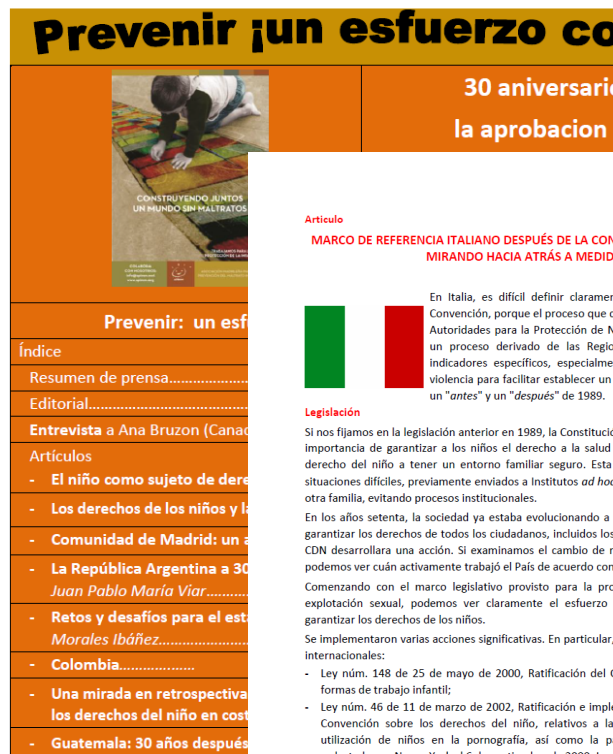 Prevenir ¡un esfuerzo co
30 aniversari
la aprobacion
CONSTRUYENDO JUNTOS
UN MUNDO SIN MALTRATOS
Prevenir: un esf
Índice
Resumen de prensa
Editorial
Entrevista a Ana Bruzon (Canad
Artículos
- El niño como sujeto de dere
- Los derechos de los niños y l
- Comunidad de Madrid: un a
- La República Argentina a 30
Juan Pablo María Viar
- Retos y desafíos para el est
Morales Ibáñez
- Colombia
- Una mirada en retrospectiva
los derechos del niño en cost
- Guatemala: 30 años después
Articulo
MARCO DE REFERENCIA ITALIANO DESPUÉS DE LA CON
MIRANDO HACIA ATRÁS A MEDID
En Italia, es difícil definir claramen
Convención, porque el proceso que c
Autoridades para la Protección de N
un proceso derivado de las Regio
indicadores específicos, especialme
violencia para facilitar establecer un
un "antes" y un "después" de 1989.
Legislación
Si nos fijamos en la legislación anterior en 1989, la Constitució
importancia de garantizar a los niños el derecho a la salud
derecho del niño a tener un entorno familiar seguro. Esta
situaciones difíciles, previamente enviados a Institutos ad hoc
otra familia, evitando procesos institucionales.
En los años setenta, la sociedad ya estaba evolucionando a
garantizar los derechos de todos los ciudadanos, incluidos los
CDN desarrollara una acción. Si examinamos el cambio de r
podemos ver cuán activamente trabajó el País de acuerdo con
Comenzando con el marco legislativo provisto para la pro
explotación sexual, podemos ver claramente el esfuerzo
garantizar los derechos de los niños.
Se implementaron varias acciones significativas. En particular,
internacionales:
- Ley núm. 148 de 25 de mayo de 2000, Ratificación del C
formas de trabajo infantil;
- Ley núm. 46 de 11 de marzo de 2002, Ratificación e imple
Convención sobre los derechos del niño, relativos a la
utilización de niños en la pornografía, así como la p